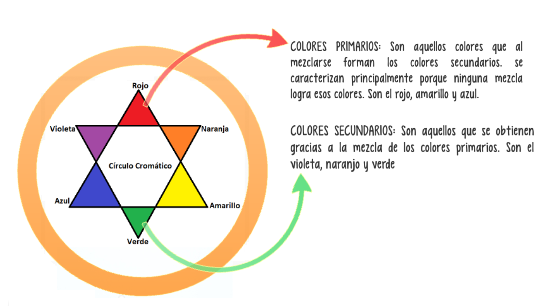 COLORES PRIMARIOS: Son aquellos colores que al
mezclarse forman los colores secundarios. se
caracterizan principalmente porque ninguna mezcla
logra esos colores. Son el rojo, amarillo y azul.
COLORES SECUNDARIOS: Son aquellos que se obtienen
gracias a la mezcla de los colores primarios. Son el
violeta, naranjo y verde
Rojo
Violeta
Naranja
Círculo Cromático
Azul
Amarillo
Verde